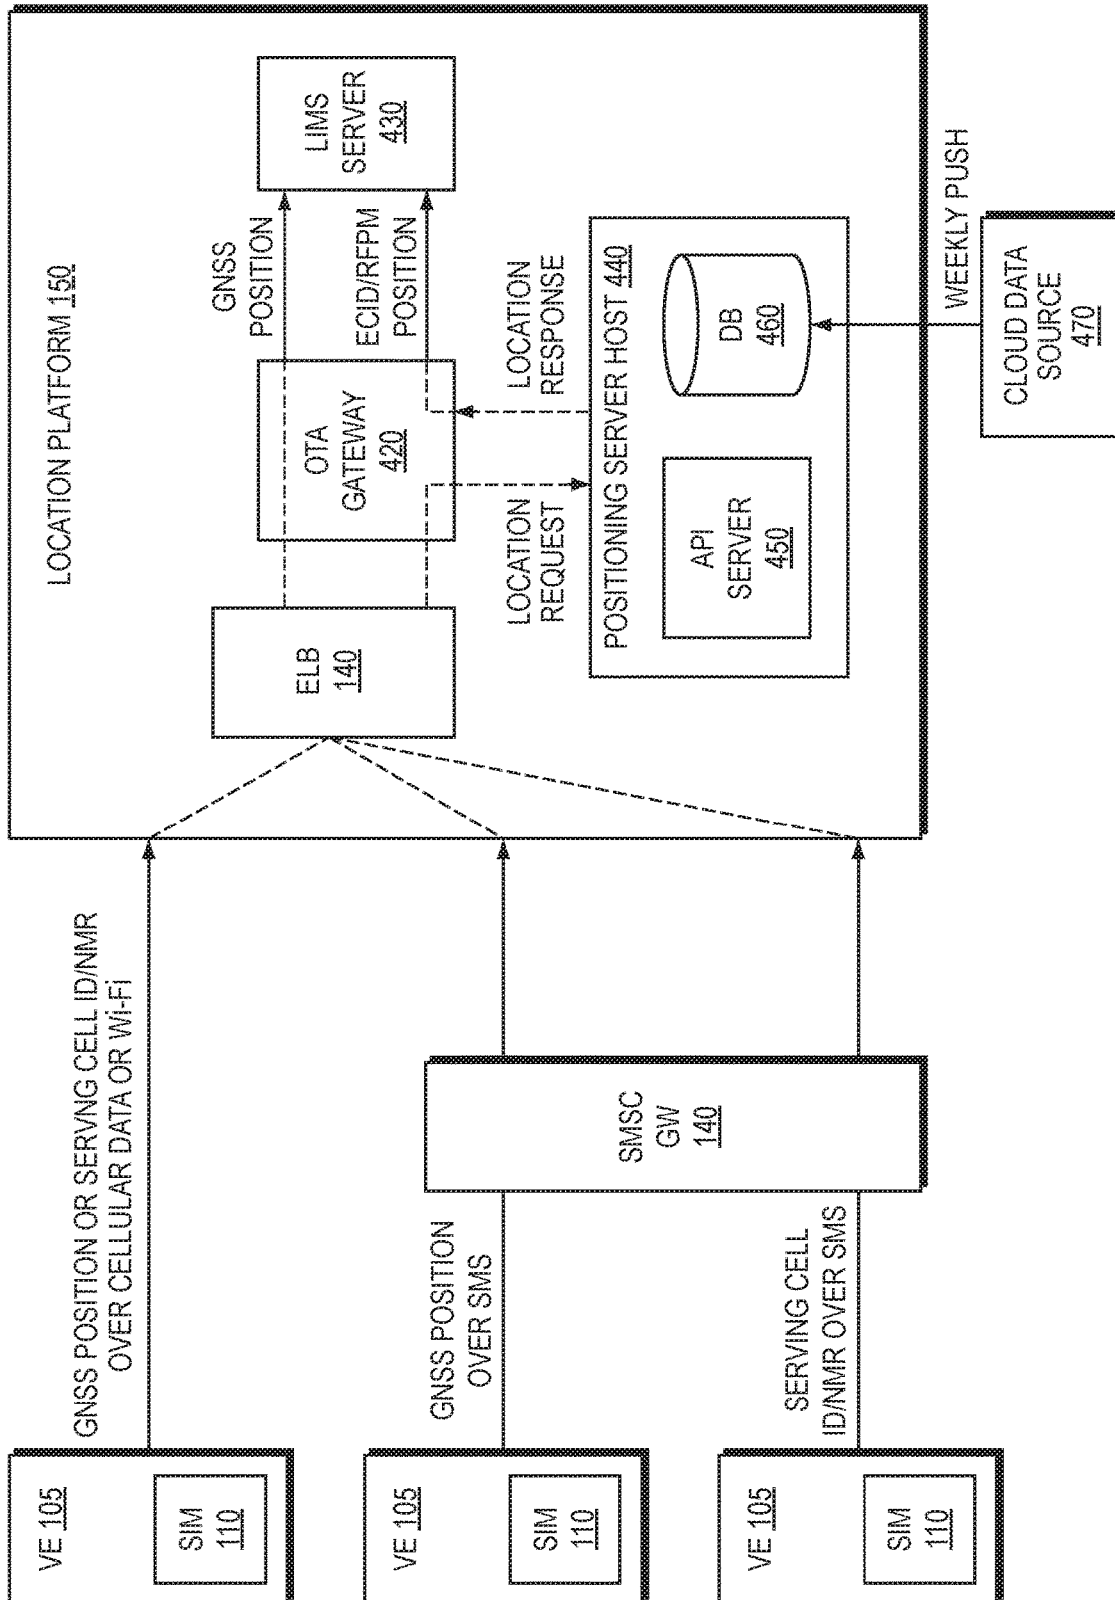 VE 105
SIM
110
GNSS POSITION OR SERVNG CELL ID/NMR
OVER CELLULAR DATA OR Wi-Fi
VE 105
SIM
110
GNSS POSITION
OVER SMS
VE 105
SIM
110
SERVING CELL
ID/NMR OVER SMS
SMSC
GW
140
LOCATION PLATFORM 150
ELB
140
OTA
GATEWAY
420
GNSS
POSITION
ECID/RFPM
POSITION
LIMS
SERVER
430
LOCATION
REQUEST
LOCATION
RESPONSE
POSITIONING SERVER HOST 440
API
SERVER
450
DB
460
WEEKLY PUSH
CLOUD DATA
SOURCE
470